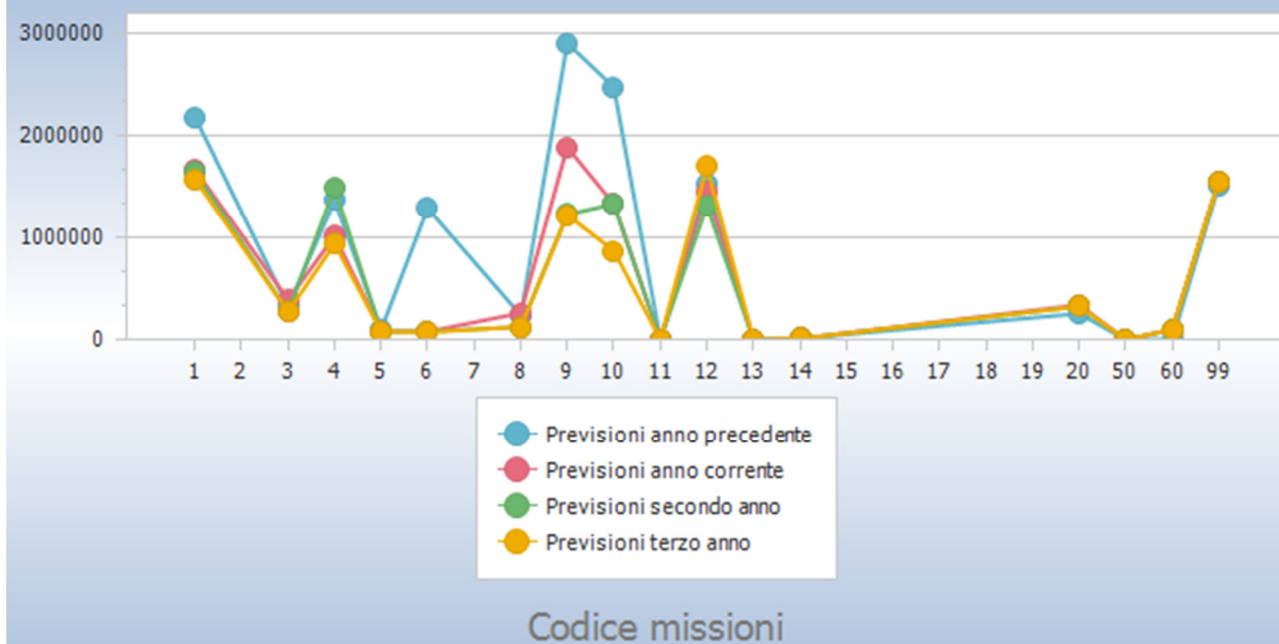 3000000
2000000
1000000
0
1 2 3 4 5 6 7 8 9 10 11 12 13 14 15 16 17 18 19 20 50 60 99
Previsioni anno precedente
Previsioni anno corrente
Previsioni secondo anno
Previsioni terzo anno
Codice missioni